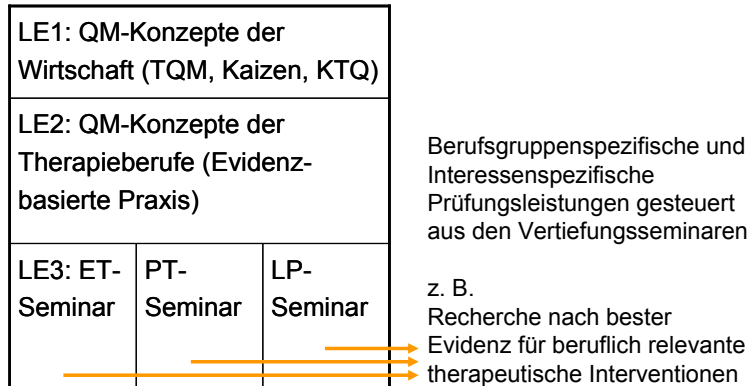 LE1: QM-Konzepte der
Wirtschaft (TQM, Kaizen, KTQ)
LE2: QM-Konzepte der
Therapieberufe (Evidenz-
basierte Praxis)
LE3: ET-
Seminar
PT-
Seminar
LP-
Seminar
Berufsgruppenspezifische und
Interessenspezifische
Prüfungsleistungen gesteuert
aus den Vertiefungsseminaren
z. B.
Recherche nach bester
Evidenz für beruflich relevante
therapeutische Interventionen